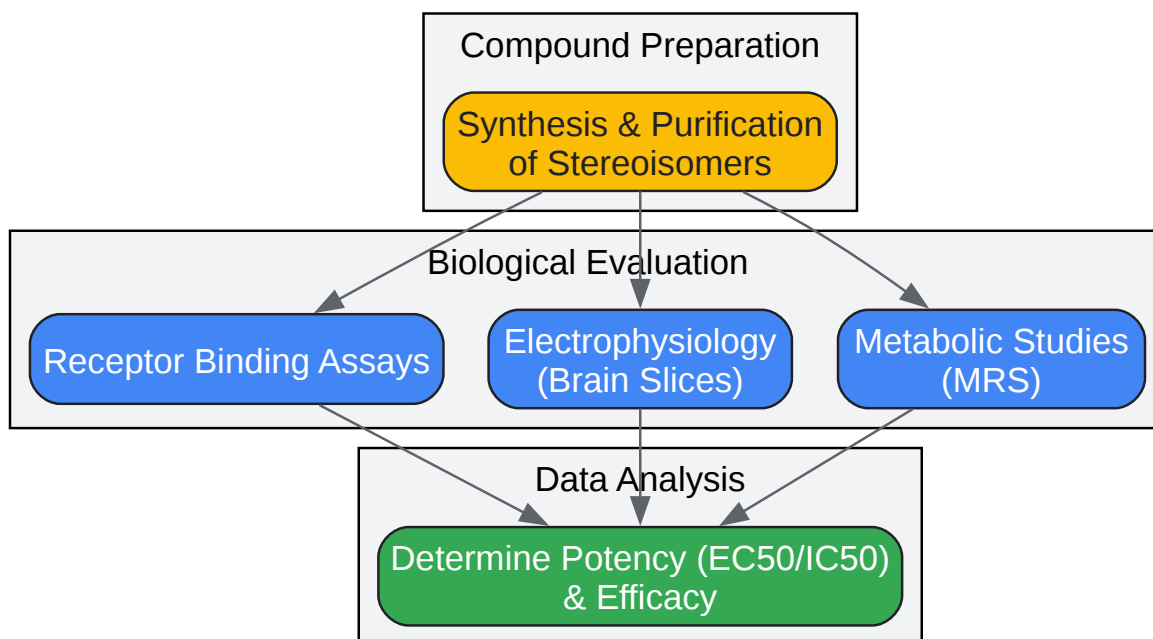 Compound Preparation
Synthesis & Purification
of Stereoisomers
Biological Evaluation
Receptor Binding Assays
Electrophysiology
(Brain Slices)
Metabolic Studies
(MRS)
Data Analysis
Determine Potency (EC50/IC50)
& Efficacy